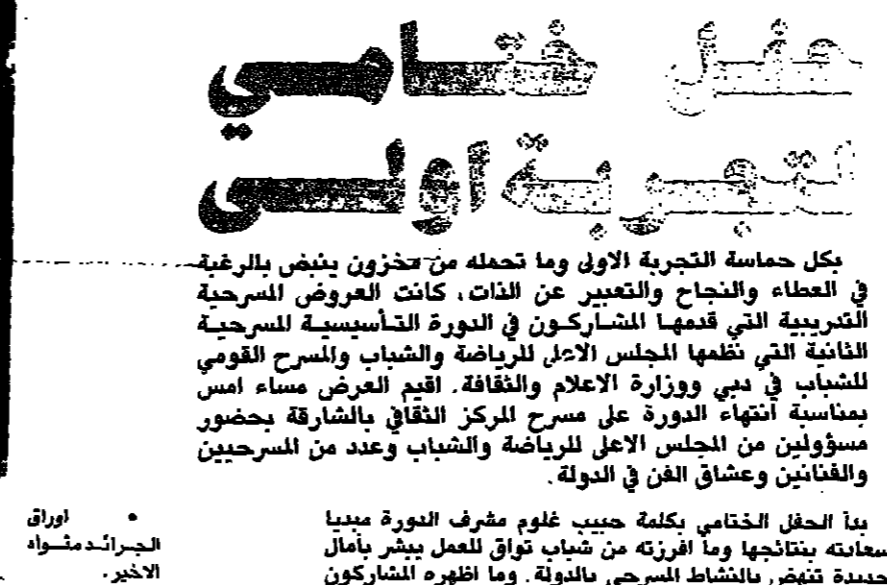 حفل ختامي
لتجربة اولى
بكل حماسة التجربة الاولى وما تحمله من مخزون ينبض بالرغبة
في العطاء والنجاح والتعبير عن الذات، كانت العروض المسرحية
التدريبية التي قدمها المشاركون في الدورة التأسيسية المسرحية
الثانية التي نظمها المجلس الاعلى للرياضة والشباب والمسرح القومي
للشباب في دبي ووزارة الاعلام والثقافة. اقيم العرض مساء امس
بمناسبة انتهاء الدورة على مسرح المركز الثقافي بالشارقة بحضور
مسؤولين من المجلس الاعلى للرياضة والشباب وعدد من المسرحيين
والفنانين وعشاق الفن في الدولة.
بدأ الحفل الختامي بكلمة حبيب غلوم مشرف الدورة مبديا
سعادته بنتائجها وما افرزته من شباب تواق للعمل يبشر بآمال
جديدة تنهض بالنشاط المسرحي بالدولة. وما اظهره المشاركون
• اوراق
الجرائد مثواه
الاخير.